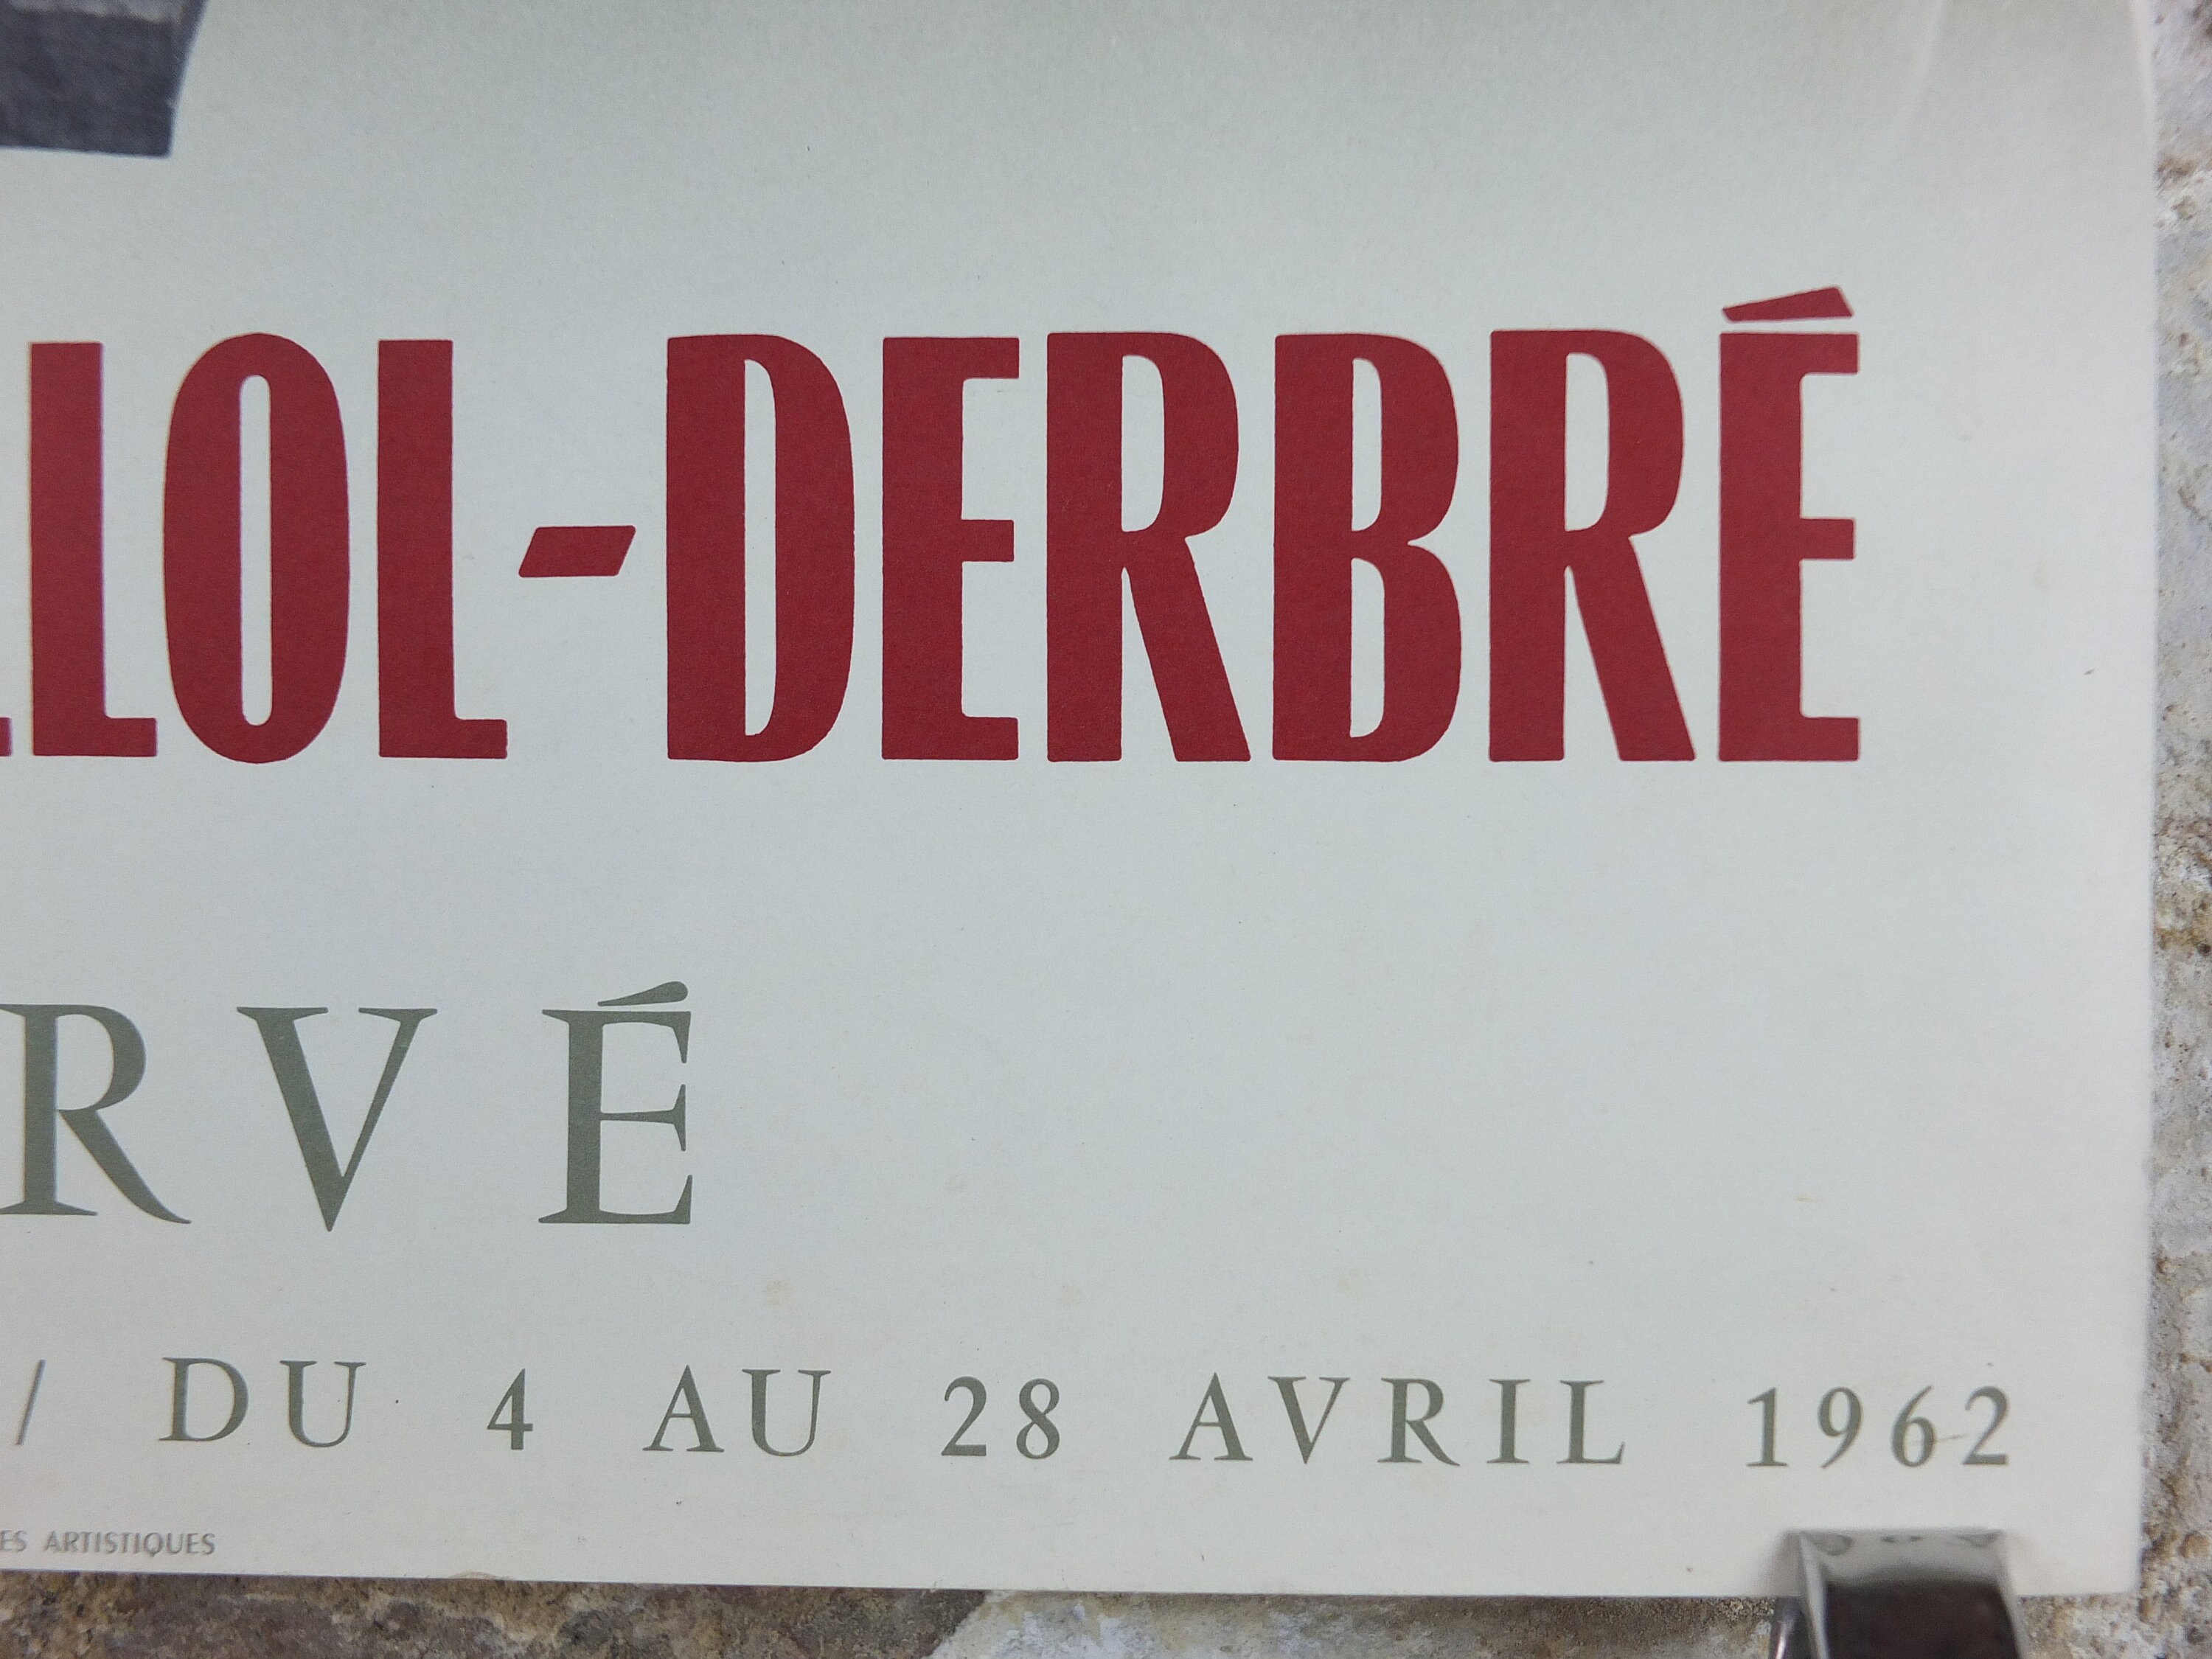 LLOL-DERBRÉ
RVÉ
/ DU 4 AU 28 AVRIL 1962
ES ARTISTIQUES